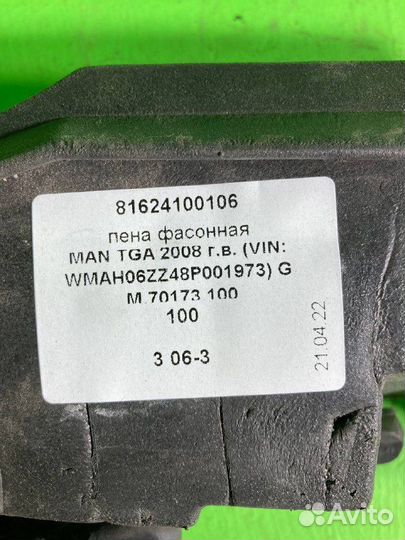 81624100106
пена фасонная
MAN TGA 2008 г.в. (VIN:
WMAH06ZZ48P001973) G
M 70173 100
100
3 06-3
21.04.22
Avito